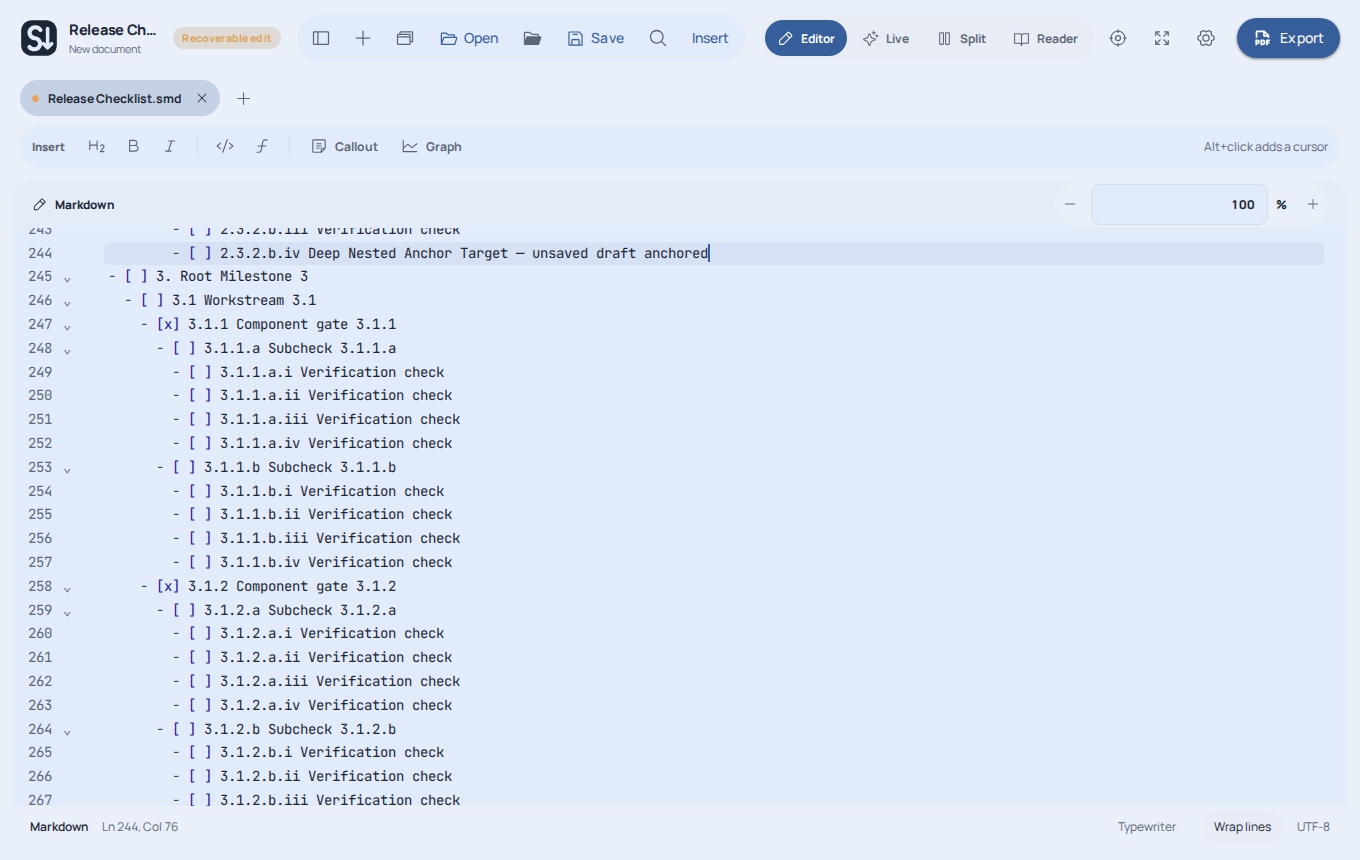 Release Ch...
New document
Recoverable edit
Open
Save
Insert
Editor
Live
Split
Reader
Export
ReleaseChecklist.smd
Insert
H2
B
I
Callout
Graph
Alt+click adds a cursor
Markdown
100 %
243 - [ ] 2.3.2.b.iii Verification check
244 - [ ] 2.3.2.b.iv Deep Nested Anchor Target — unsaved draft anchored
245 - [ ] 3. Root Milestone 3
246 - [ ] 3.1 Workstream 3.1
247 - [x] 3.1.1 Component gate 3.1.1
248 - [ ] 3.1.1.a Subcheck 3.1.1.a
249 - [ ] 3.1.1.a.i Verification check
250 - [ ] 3.1.1.a.ii Verification check
251 - [ ] 3.1.1.a.iii Verification check
252 - [ ] 3.1.1.a.iv Verification check
253 - [ ] 3.1.1.b Subcheck 3.1.1.b
254 - [ ] 3.1.1.b.i Verification check
255 - [ ] 3.1.1.b.ii Verification check
256 - [ ] 3.1.1.b.iii Verification check
257 - [ ] 3.1.1.b.iv Verification check
258 - [x] 3.1.2 Component gate 3.1.2
259 - [ ] 3.1.2.a Subcheck 3.1.2.a
260 - [ ] 3.1.2.a.i Verification check
261 - [ ] 3.1.2.a.ii Verification check
262 - [ ] 3.1.2.a.iii Verification check
263 - [ ] 3.1.2.a.iv Verification check
264 - [ ] 3.1.2.b Subcheck 3.1.2.b
265 - [ ] 3.1.2.b.i Verification check
266 - [ ] 3.1.2.b.ii Verification check
267 - [ ] 3.1.2.b.iii Verification check
Markdown
Ln 244, Col 76
Typewriter
Wrap lines
UTF-8